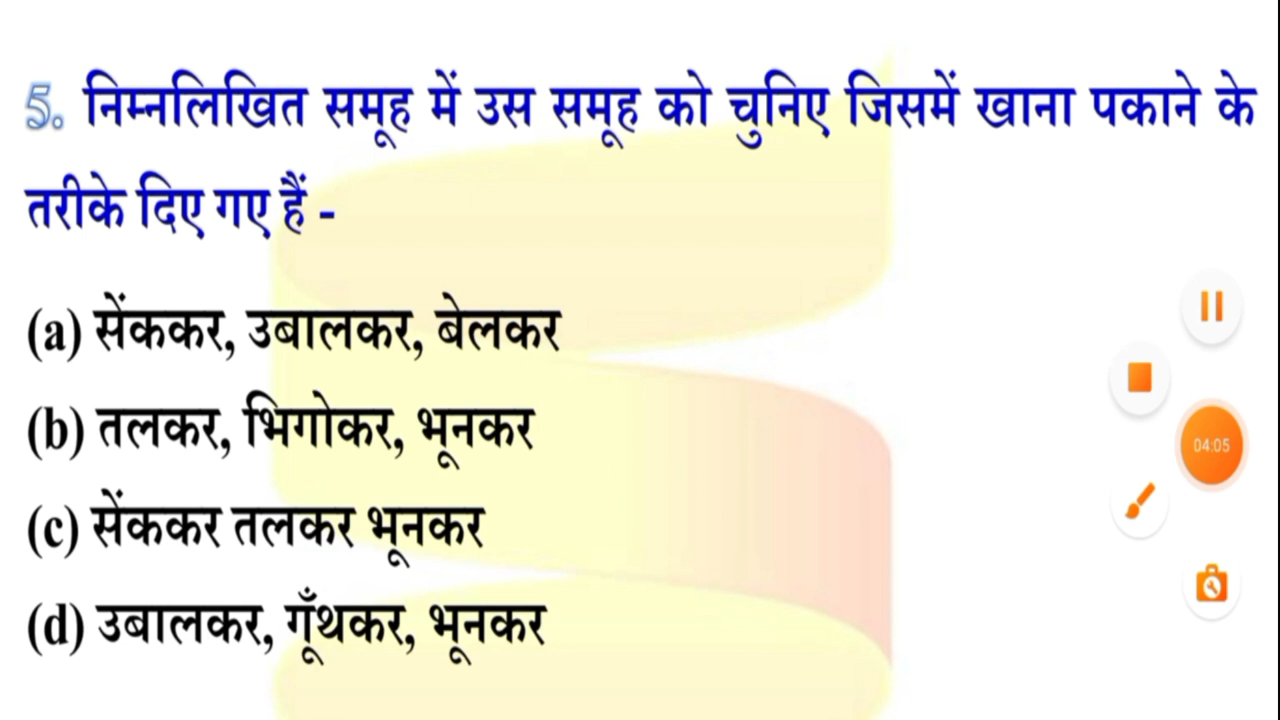 5. निम्नलिखित समूह में उस समूह को चुनिए जिसमें खाना पकाने के
तरीके दिए गए हैं -
(a) सेंककर, उबालकर, बेलकर
(b) तलकर, भिगोकर, भूनकर
(c) सेंककर तलकर भूनकर
(d) उबालकर, गूँथकर, भूनकर
04:05